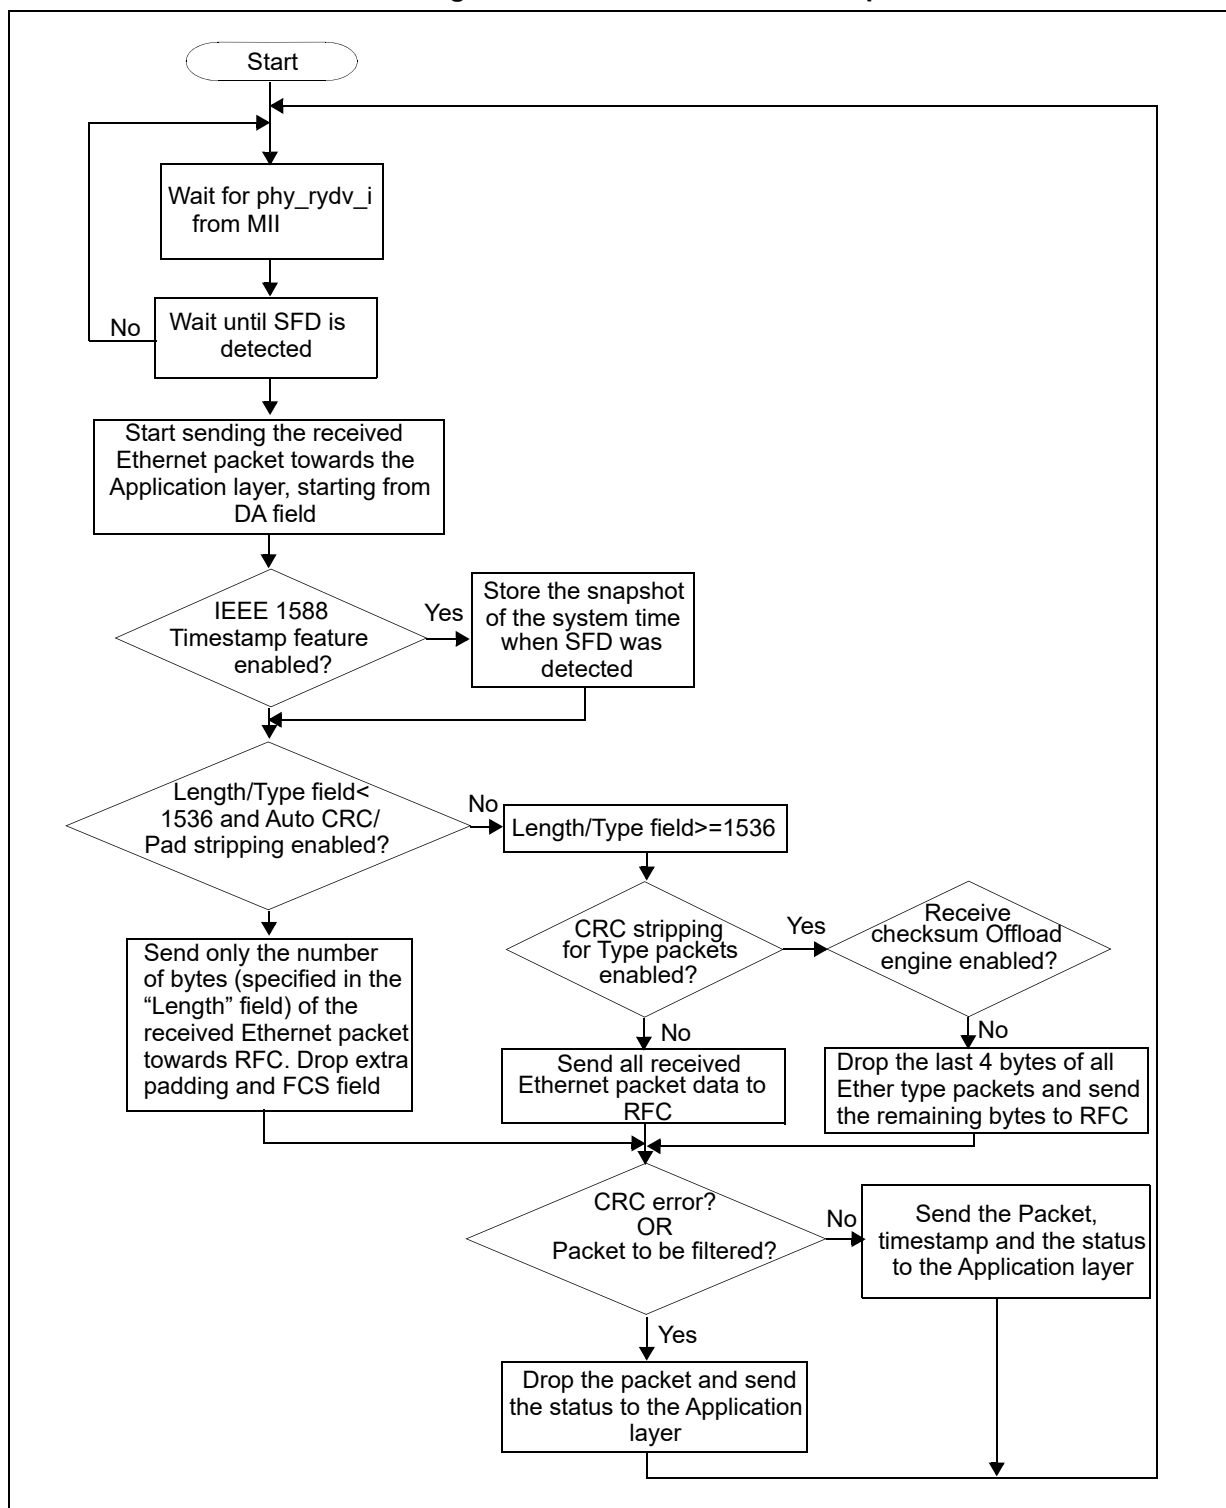 Start
Wait for phy_rydv_i
from MII
Wait until SFD is
detected
No
Start sending the received
Ethernet packet towards the
Application layer, starting from
DA field
IEEE 1588
Timestamp feature
enabled?
Yes
Store the snapshot
of the system time
when SFD was
detected
Length/Type field<
1536 and Auto CRC/
Pad stripping enabled?
No
Length/Type field>=1536
CRC stripping
for Type packets
enabled?
Yes
Receive
checksum Offload
engine enabled?
Send only the number
of bytes (specified in the
“Length” field) of the
received Ethernet packet
towards RFC. Drop extra
padding and FCS field
No
Send all received
Ethernet packet data to
RFC
No
Drop the last 4 bytes of all
Ether type packets and send
the remaining bytes to RFC
CRC error?
OR
Packet to be filtered?
No
Send the Packet,
timestamp and the status
to the Application layer
Yes
Drop the packet and send
the status to the Application
layer